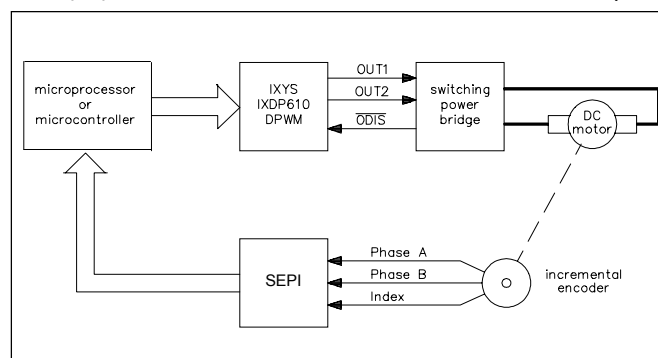 microprocessor
or
microcontroller
IXYS
IXDP610
DPWM
OUT1
OUT2
ODIS
switching
power
bridge
DC
motor
SEPI
Phase A
Phase B
Index
incremental
encoder